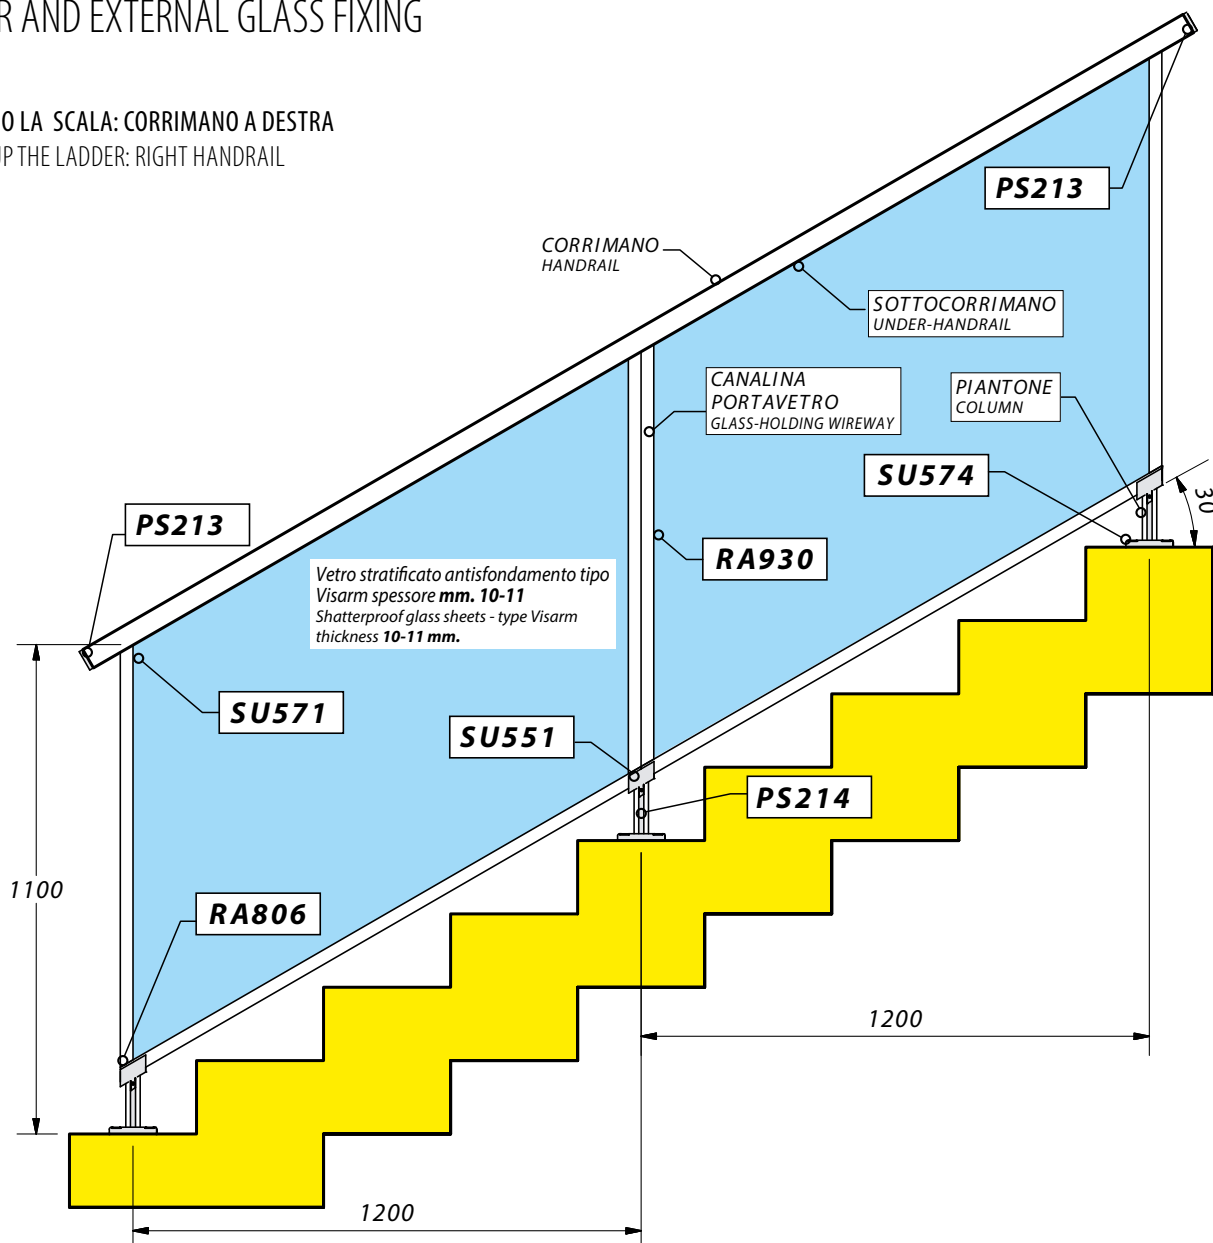 R AND EXTERNAL GLASS FIXING
O LA SCALA: CORRIMANO A DESTRA
UP THE LADDER: RIGHT HANDRAIL
PS213
CORRIMANO
HANDRAIL
SOTTOCORRIMANO
UNDER-HANDRAIL
CANALINA
PORTAVETRO
GLASS-HOLDING WIREWAY
PIANTONE
COLUMN
SU574
30
PS213
RA930
Vetro stratificato antisfondamento tipo
Visarm spessore mm. 10-11
Shatterproof glass sheets - type Visarm
thickness 10-11 mm.
SU571
SU551
PS214
1100
RA806
1200
1200